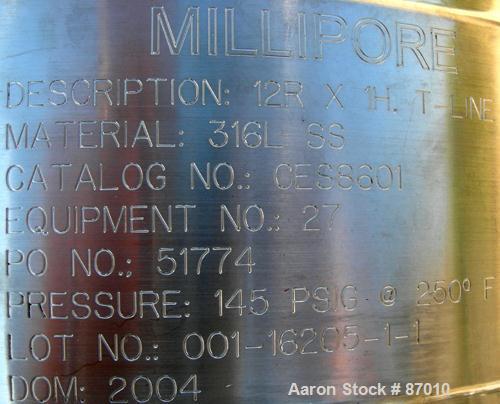 MILLIPORE
DESCRIPTION: 12R X 1H. T-LINE
MATERIAL: 316L SS
CATALOG NO.: CES8601
EQUIPMENT NO.: 27
PO NO.: 51774
PRESSURE: 145 PSIG @ 250° F
LOT NO.: 001-16205-1-1
DOM: 2004
Aaron Stock # 87010